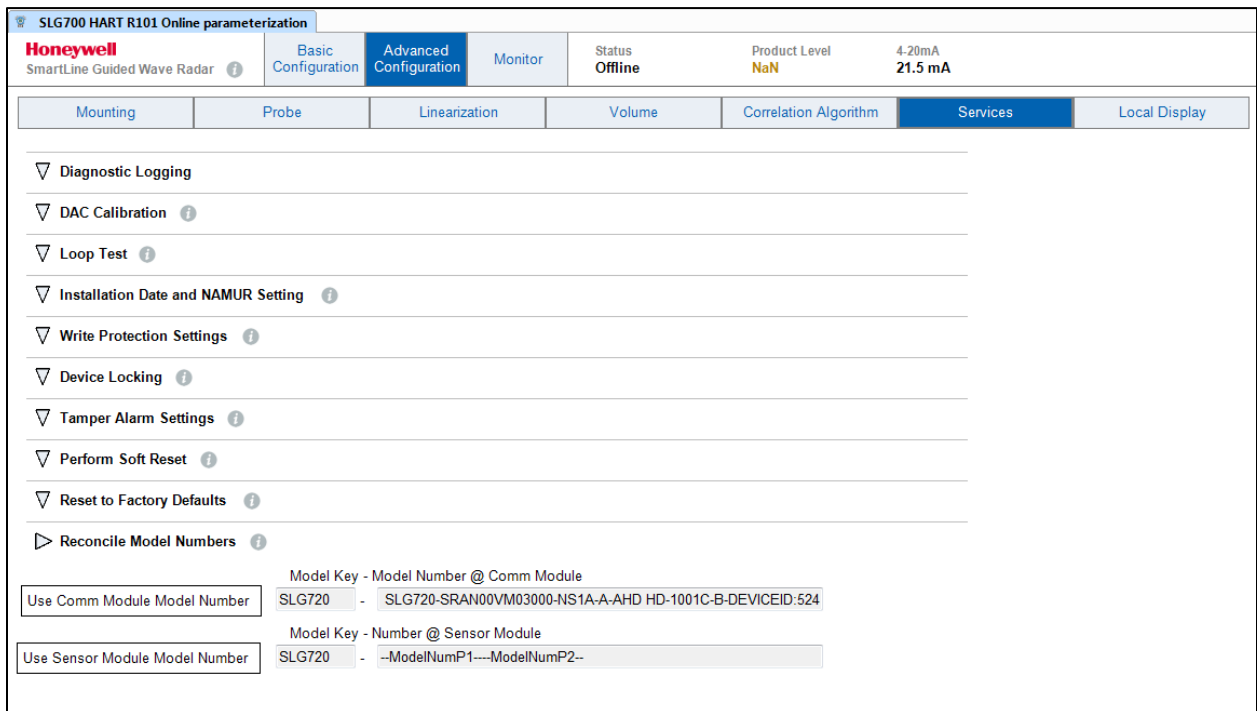 SLG700 HART R101 Online parameterization
Honeywell
SmartLine Guided Wave Radar
Basic
Configuration
Advanced
Configuration
Monitor
Status
Offline
Product Level
NaN
4-20mA
21.5 mA
Mounting
Probe
Linearization
Volume
Correlation Algorithm
Services
Local Display
Diagnostic Logging
DAC Calibration
Loop Test
Installation Date and NAMUR Setting
Write Protection Settings
Device Locking
Tamper Alarm Settings
Perform Soft Reset
Reset to Factory Defaults
Reconcile Model Numbers
Model Key - Model Number @ Comm Module
Use Comm Module Model Number
SLG720 - SLG720-SRAN00VM03000-NS1A-A-AHD HD-1001C-B-DEVICEID:524
Model Key - Number @ Sensor Module
Use Sensor Module Model Number
SLG720 - --ModelNumP1----ModelNumP2--